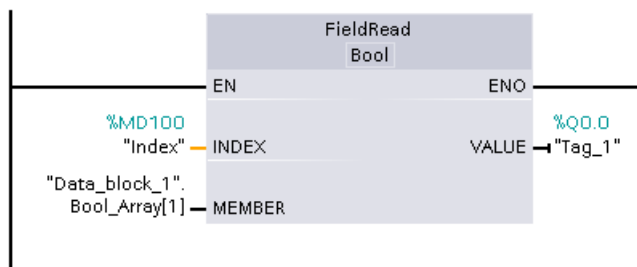 FieldRead
Bool
EN
ENO
%MD100
"Index"
INDEX
%Q0.0
VALUE
"Tag_1"
"Data_block_1".
Bool_Array[1]
MEMBER